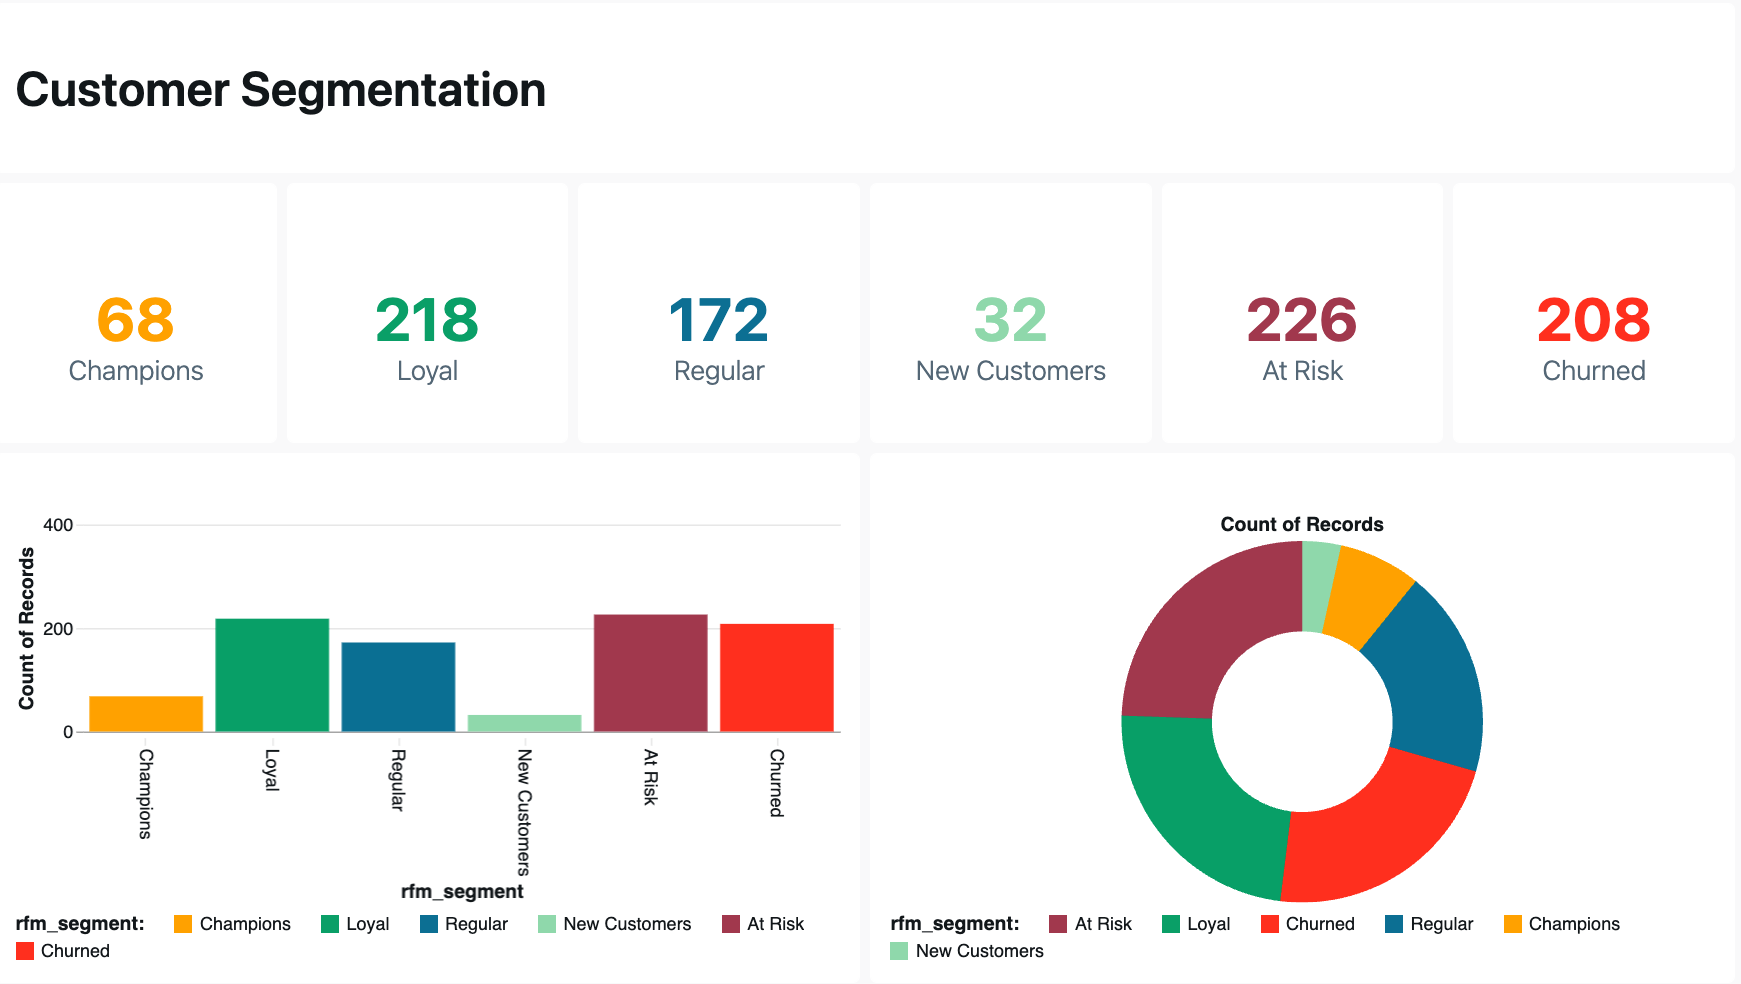 Customer Segmentation
68
Champions
218
Loyal
172
Regular
32
New Customers
226
At Risk
208
Churned
Count of Records
400
200
0
Champions
Loyal
Regular
New Customers
At Risk
Churned
rfm_segment
rfm_segment: Champions Loyal Regular New Customers At Risk
Churned
Count of Records
rfm_segment: At Risk Loyal Churned Regular Champions
New Customers